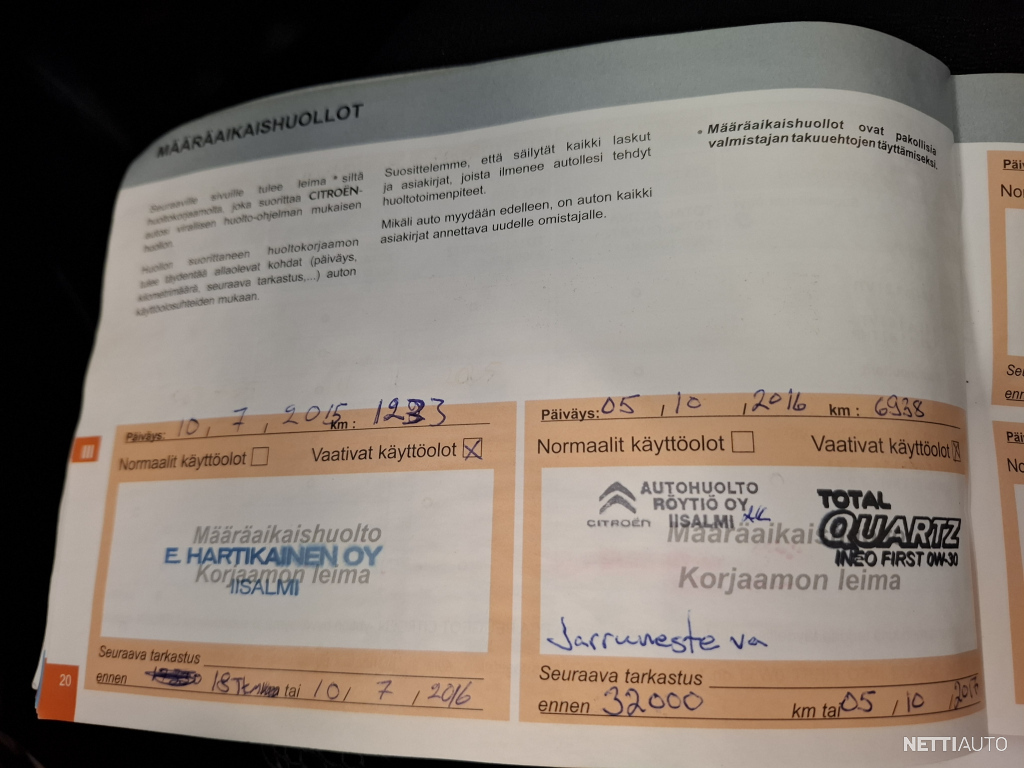 MÄÄRÄAIKAISHUOLLOT
Seuraaville sivuille tulee leima * siltä
huoltokorjaamolta, joka suorittaa CITROËN-
autosi virallisen huolto-ohjelman mukaisen
huollon.
Huollon suorittaneen huoltokorjaamon
tulee täydentää allaolevat kohdat (päiväys,
kilometrimäärä, seuraava tarkastus,...) auton
käyttöolosuhteiden mukaan.
Suosittelemme, että säilytät kaikki laskut
ja asiakirjat, joista ilmenee autollesi tehdyt
huoltotoimenpiteet.
Mikäli auto myydään edelleen, on auton kaikki
asiakirjat annettava uudelle omistajalle.
• Määräaikaishuollot ovat pakollisia
valmistajan takuuehtojen täyttämiseksi.
III
Päiväys: 10, 7, 2015 km :
Normaalit käyttöolot Vaativat käyttöolot
Määräaikaishuolto
E. HARTIKAINEN OY
Korjaamon leima
IISALMI
Seuraava tarkastus
ennen tai 10, 7, 2016
20
Päiväys: 05, 10, 2016 km : 6938
Normaalit käyttöolot Vaativat käyttöolot
AUTOHUOLTO
RÖYTIÖ OY
CITROËN IISALMI
Määräaikais
Korjaamon leima
TOTAL
QUARTZ
INEO FIRST 0W-30
Jarruneste va
Seuraava tarkastus
ennen 32000 km tai 05, 10, 2017
NETTIAUTO